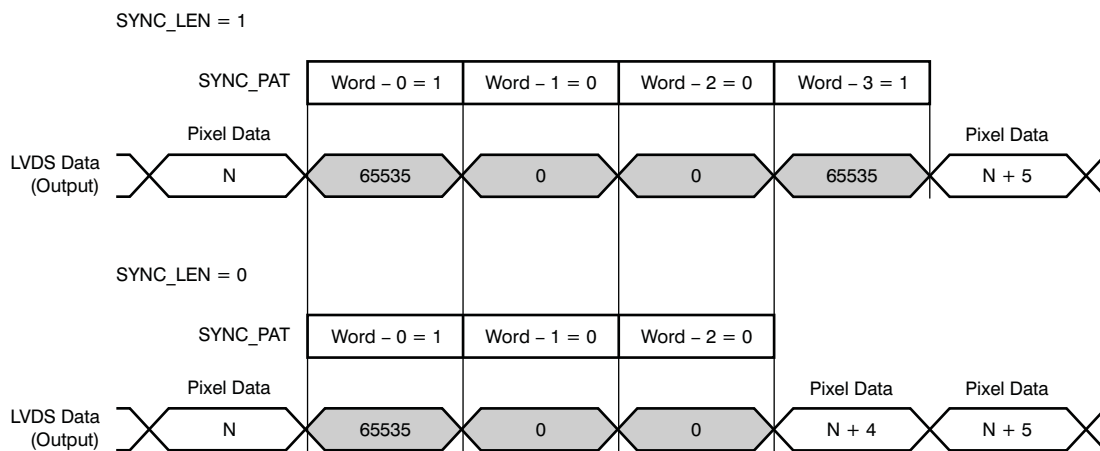 SYNC_LEN = 1
SYNC_PAT Word – 0 = 1 Word – 1 = 0 Word – 2 = 0 Word – 3 = 1
Pixel Data Pixel Data
LVDS Data
(Output)
N 65535 0 0 65535 N + 5
SYNC_LEN = 0
SYNC_PAT Word – 0 = 1 Word – 1 = 0 Word – 2 = 0
Pixel Data Pixel Data Pixel Data
LVDS Data
(Output)
N 65535 0 0 N + 4 N + 5